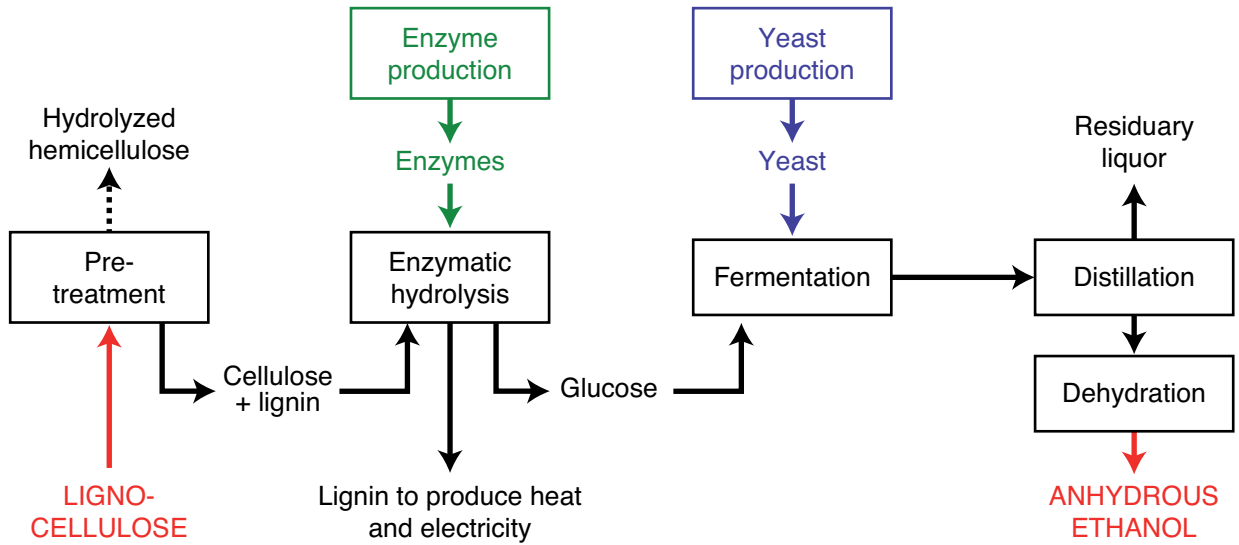 Enzyme
production
Yeast
production
Hydrolyzed
hemicellulose
Enzymes
Yeast
Residuary
liquor
Pre-
treatment
Enzymatic
hydrolysis
Fermentation
Distillation
Cellulose
+ lignin
Glucose
Dehydration
LIGNO-
CELLULOSE
Lignin to produce heat
and electricity
ANHYDROUS
ETHANOL